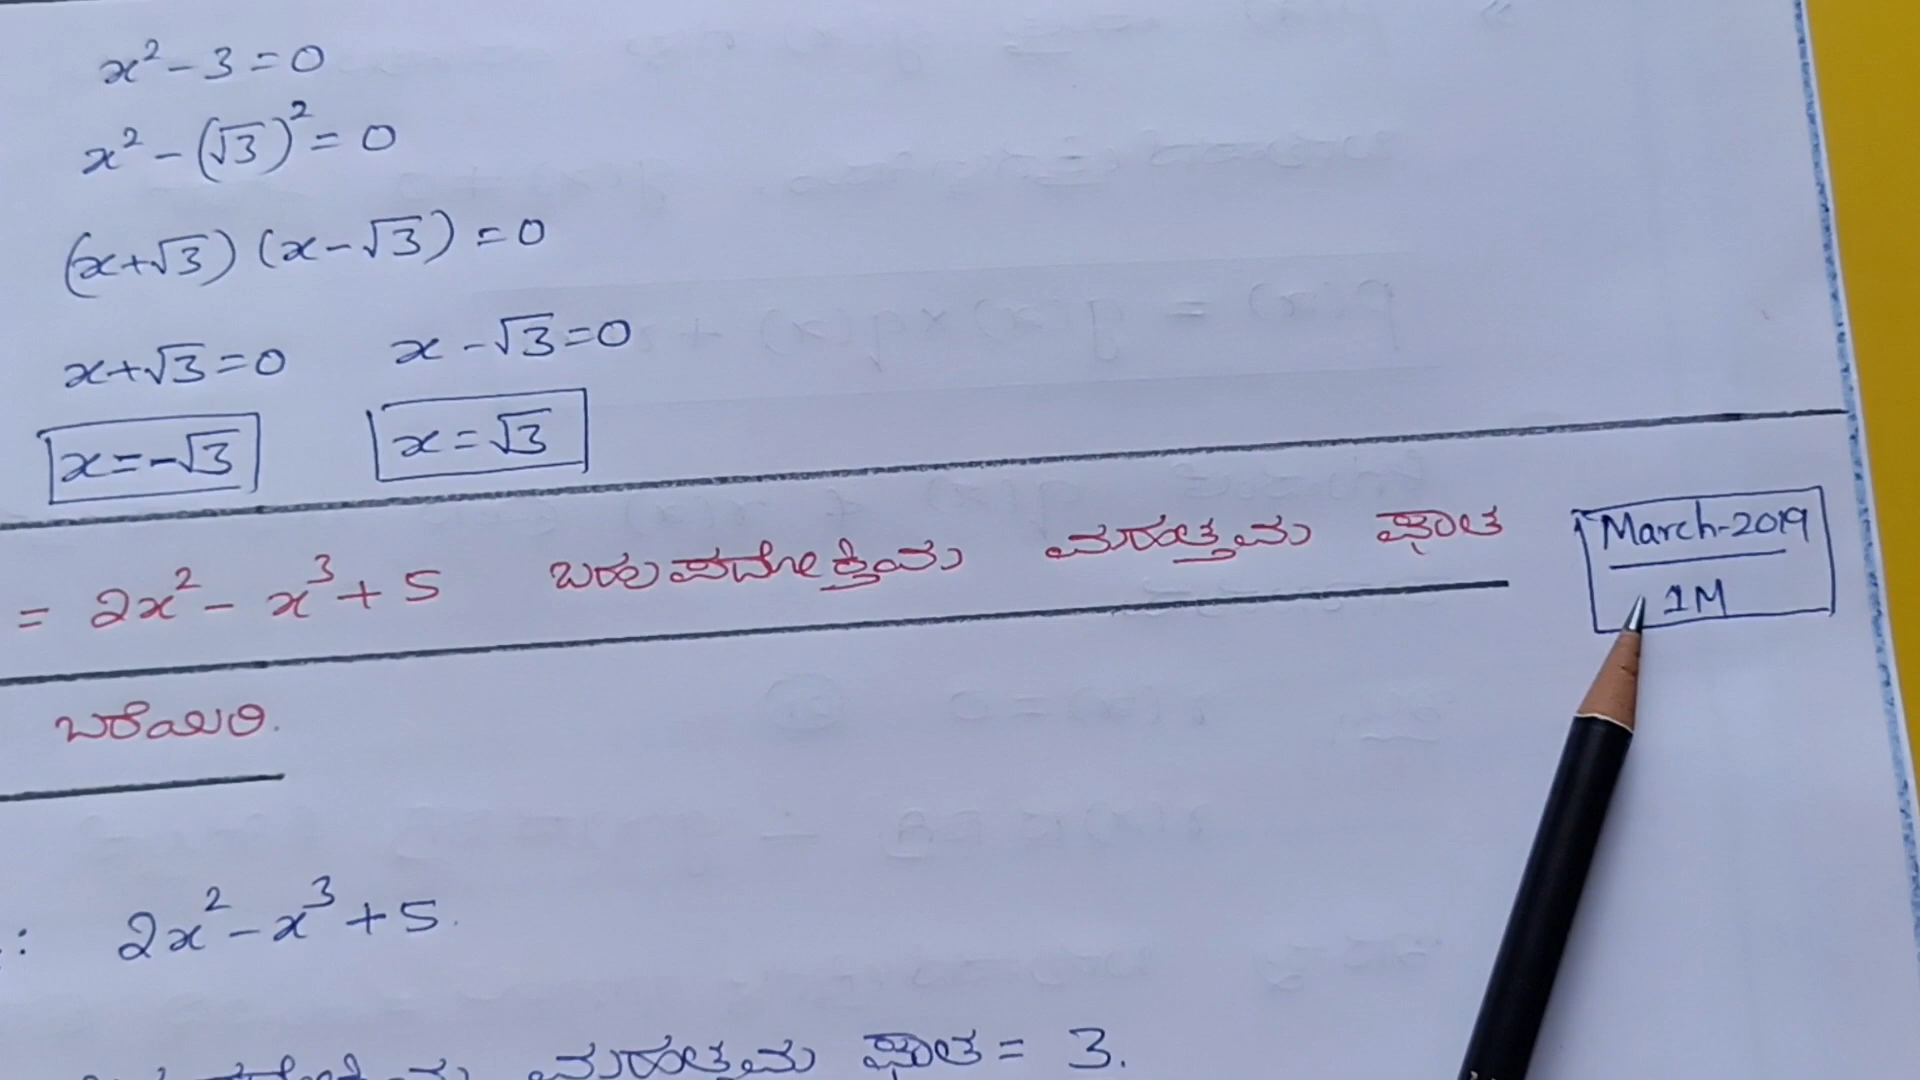 x² - 3 = 0
x² - (√3)² = 0
(x+√3) (x-√3) = 0
x+√3 = 0 x-√3 = 0
x = -√3 x = √3
= 2x² - x³ + 5 ಬಹುಪದೋಕ್ತಿಯ ಮಹತ್ತಮ ಘಾತ March-2019
1M
ಬರೆಯಿರಿ.
: 2x² - x³ + 5.
ಮಹತ್ತಮ ಘಾತ = 3.